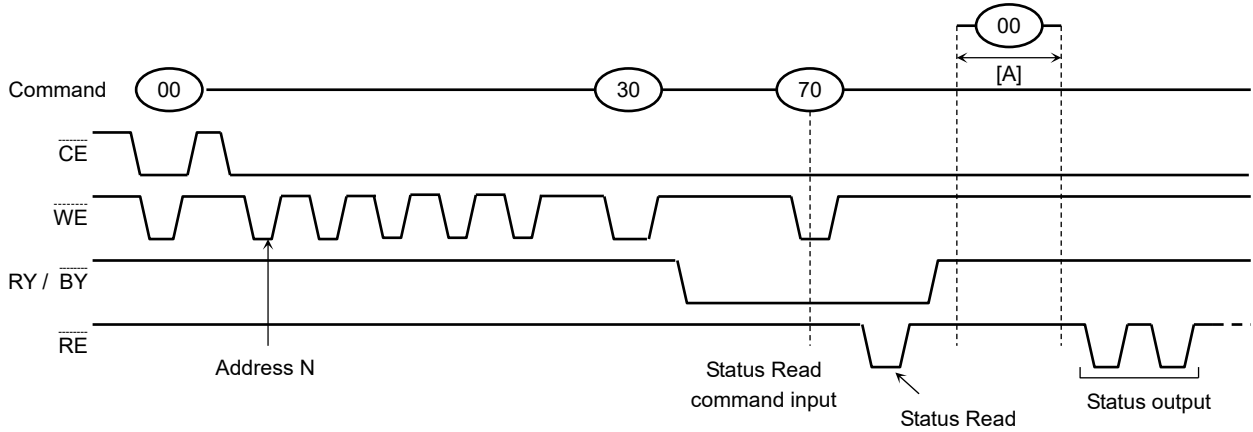 00
[A]
Command 00 30 70
CE
WE
RY / BY
RE
Address N
Status Read
command input
Status Read
Status output